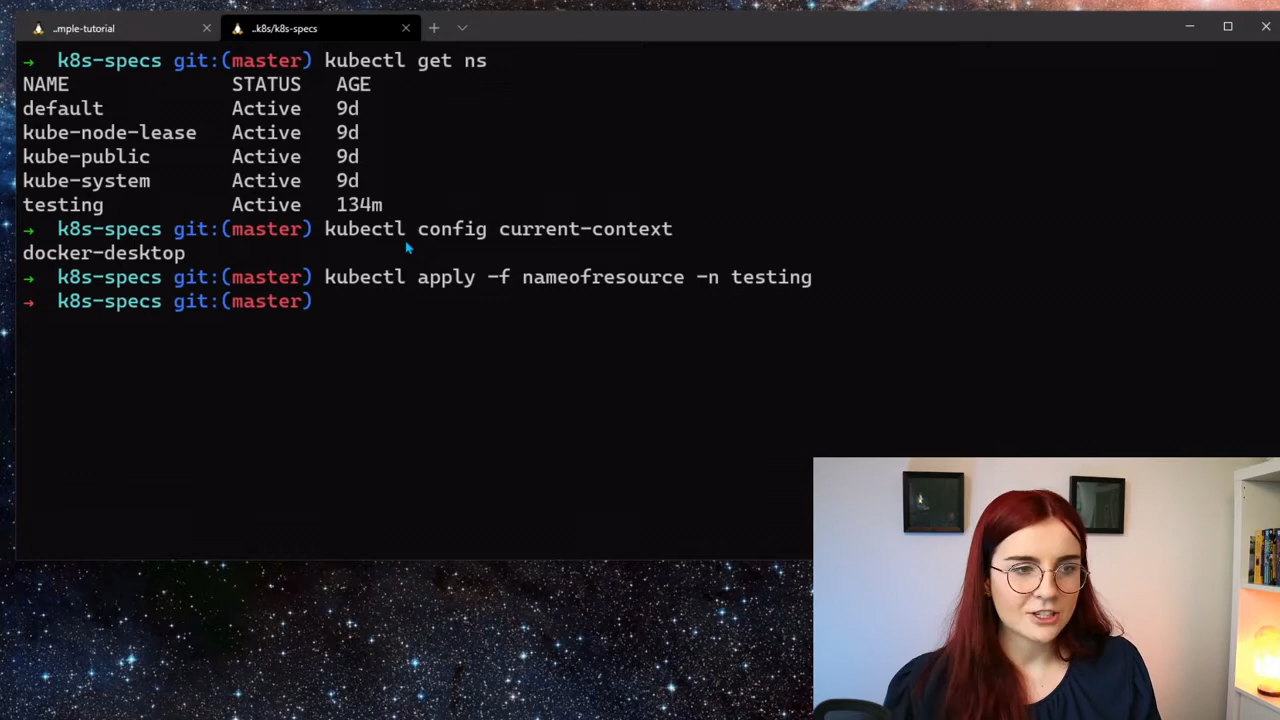 ..mple-tutorial
..k8s/k8s-specs
→ k8s-specs git:(master) kubectl get ns
NAME STATUS AGE
default Active 9d
kube-node-lease Active 9d
kube-public Active 9d
kube-system Active 9d
testing Active 134m
→ k8s-specs git:(master) kubectl config current-context
docker-desktop
→ k8s-specs git:(master) kubectl apply -f nameofresource -n testing
→ k8s-specs git:(master)